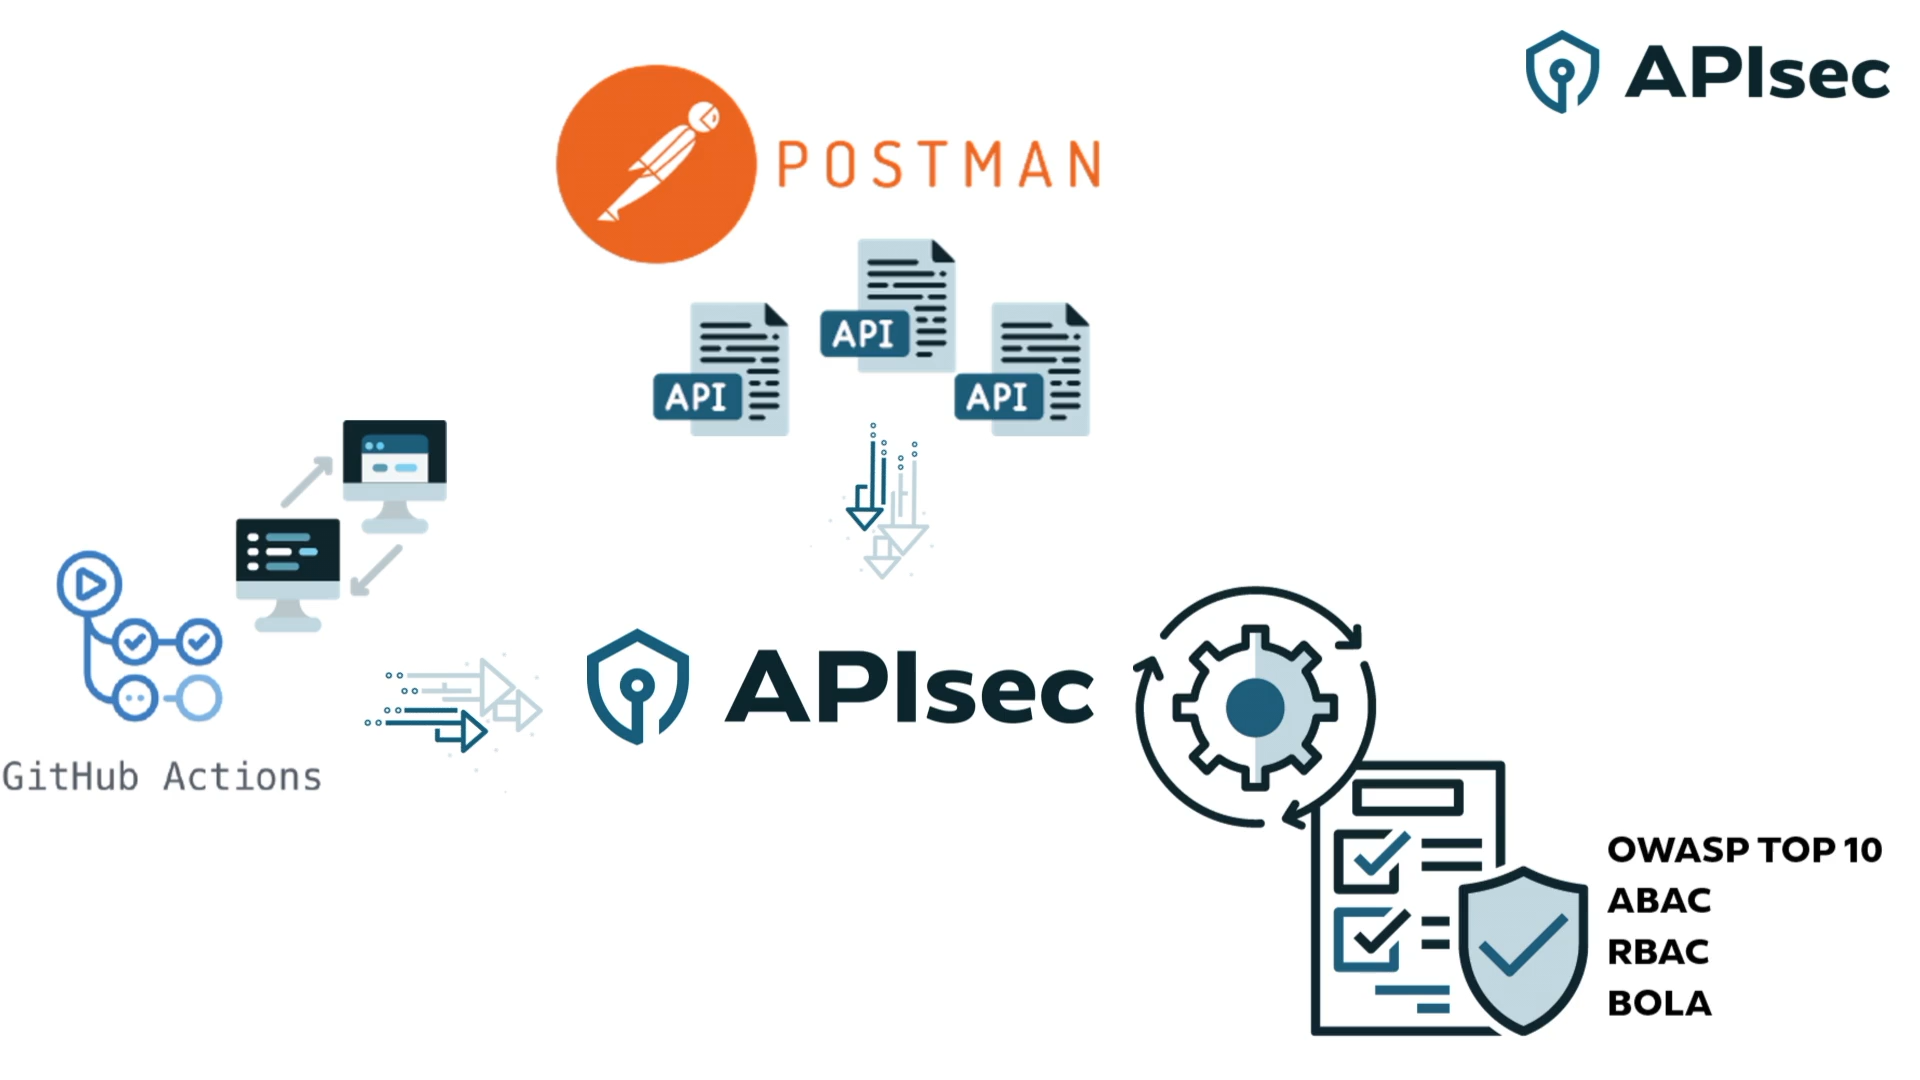 APIsec
POSTMAN
API
API
API
GitHub Actions
APIsec
OWASP TOP 10
ABAC
RBAC
BOLA